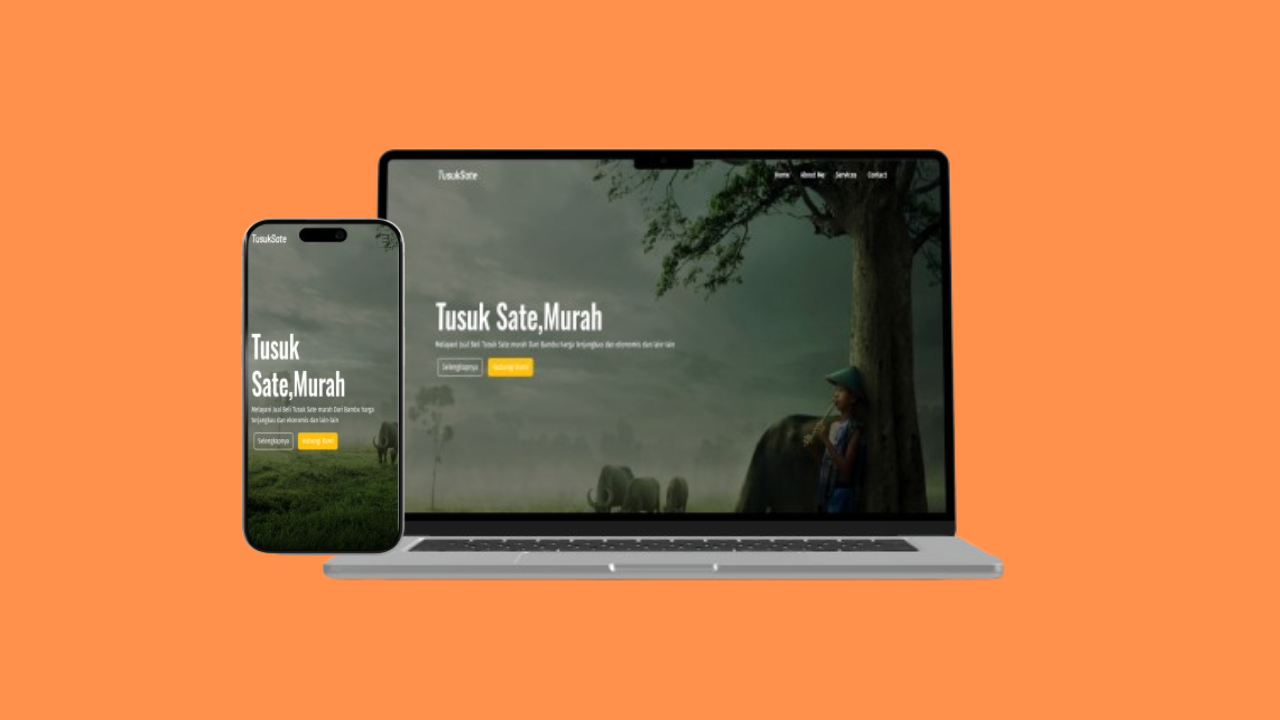 TusukSate
Home About Me Services Contact
Tusuk Sate,Murah
Melayani Jual Beli Tusuk Sate murah Dari Bambu harga terjangkau dan ekonomis dan lain-lain
Selengkapnya Hubungi Kami
TusukSate
Tusuk
Sate,Murah
Melayani Jual Beli Tusuk Sate murah Dari Bambu harga
terjangkau dan ekonomis dan lain-lain
Selengkapnya Hubungi Kami